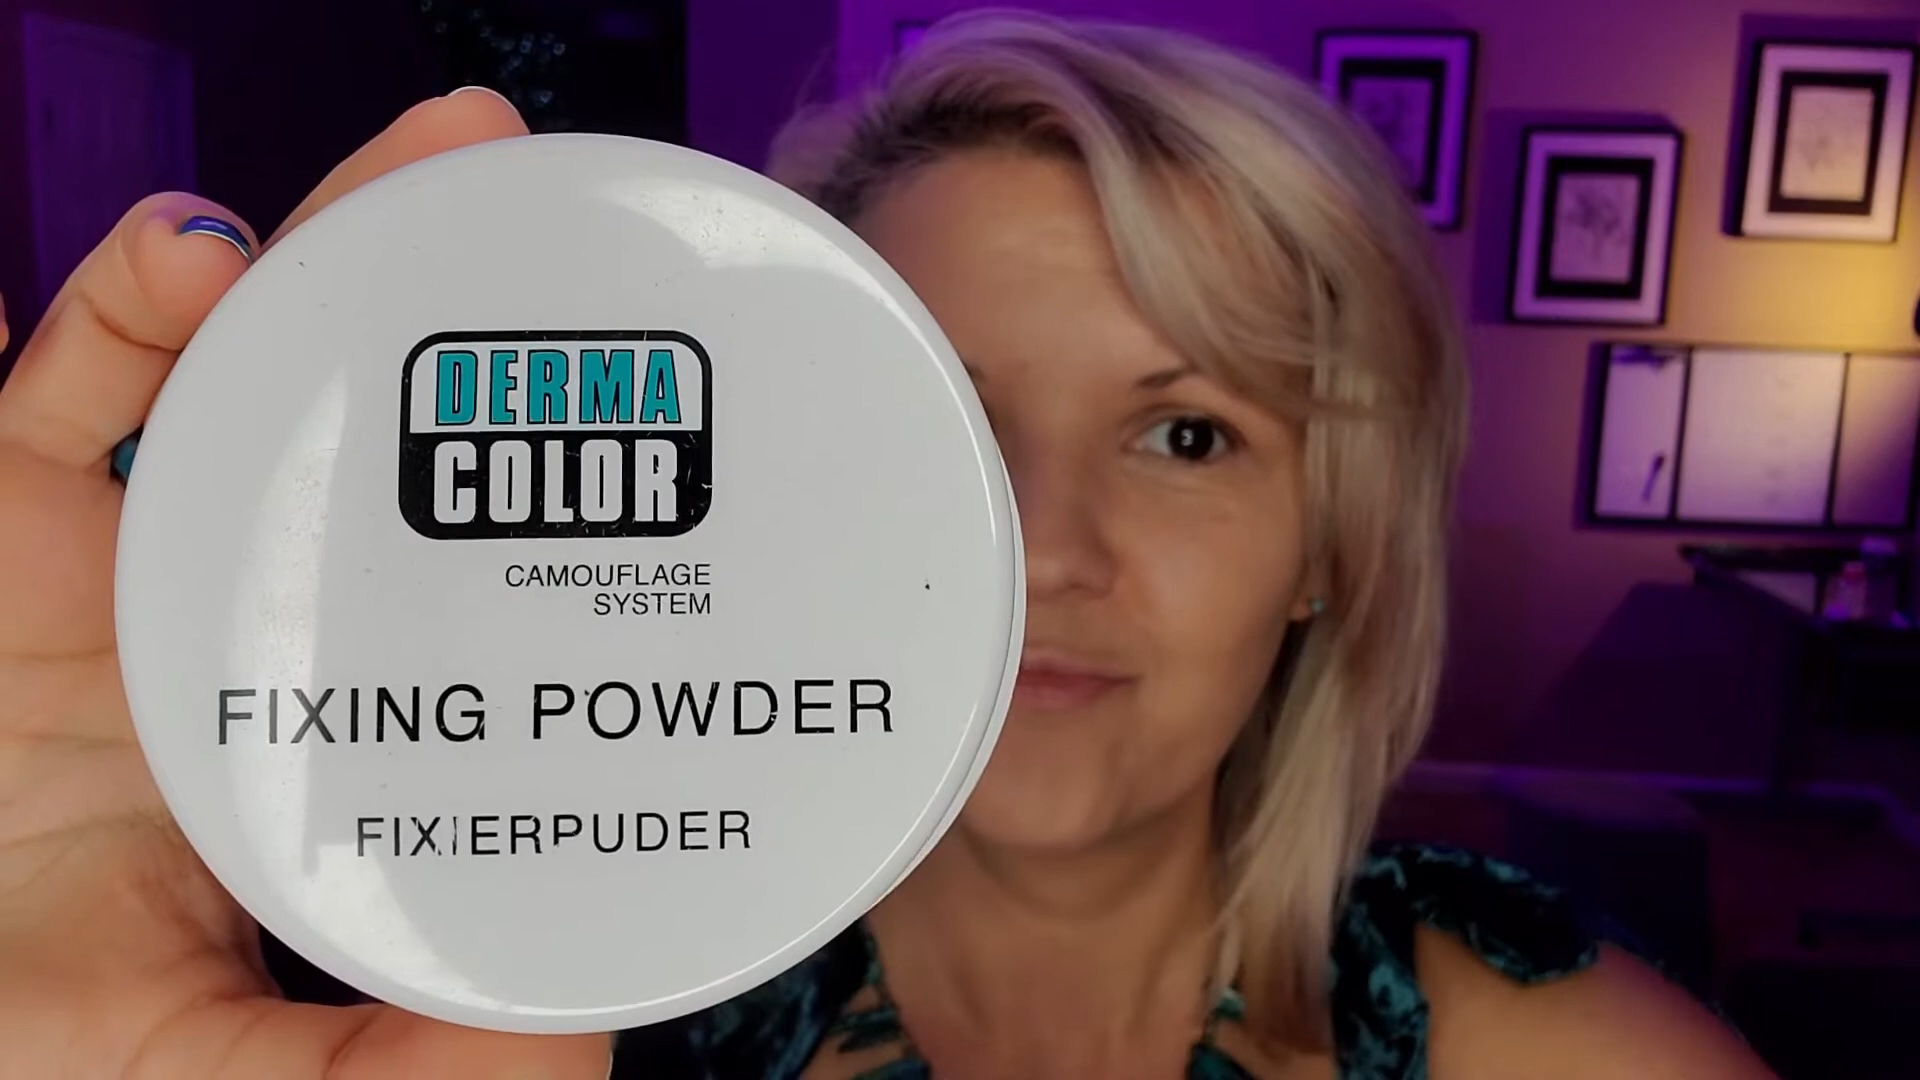 DERMA
COLOR
CAMOUFLAGE
SYSTEM
FIXING POWDER
FIXIERPUDER